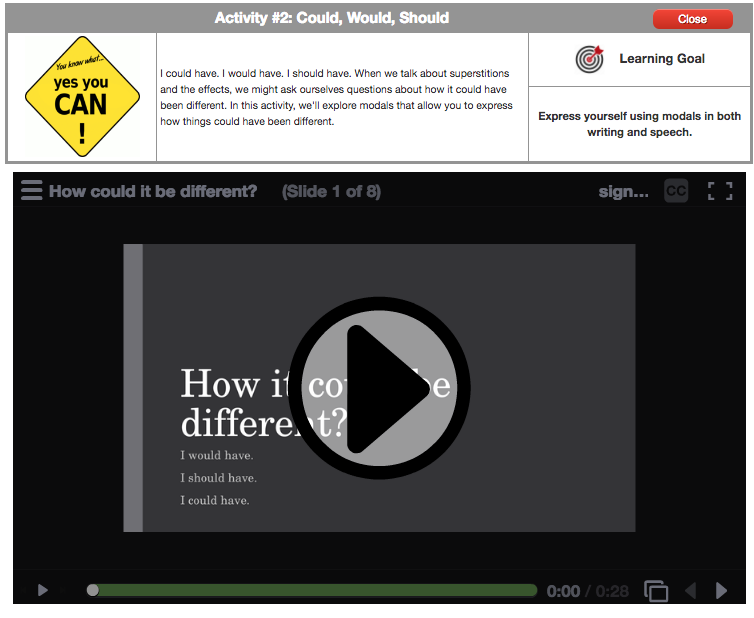 Activity #2: Could, Would, Should
Close
You know what...
yes you
CAN
!
I could have. I would have. I should have. When we talk about superstitions
and the effects, we might ask ourselves questions about how it could have
been different. In this activity, we'll explore modals that allow you to express
how things could have been different.
Learning Goal
Express yourself using modals in both
writing and speech.
How could it be different?
(Slide 1 of 8)
sign...
CC
How it be
different?
I would have.
I should have.
I could have.
0:00 / 0:28